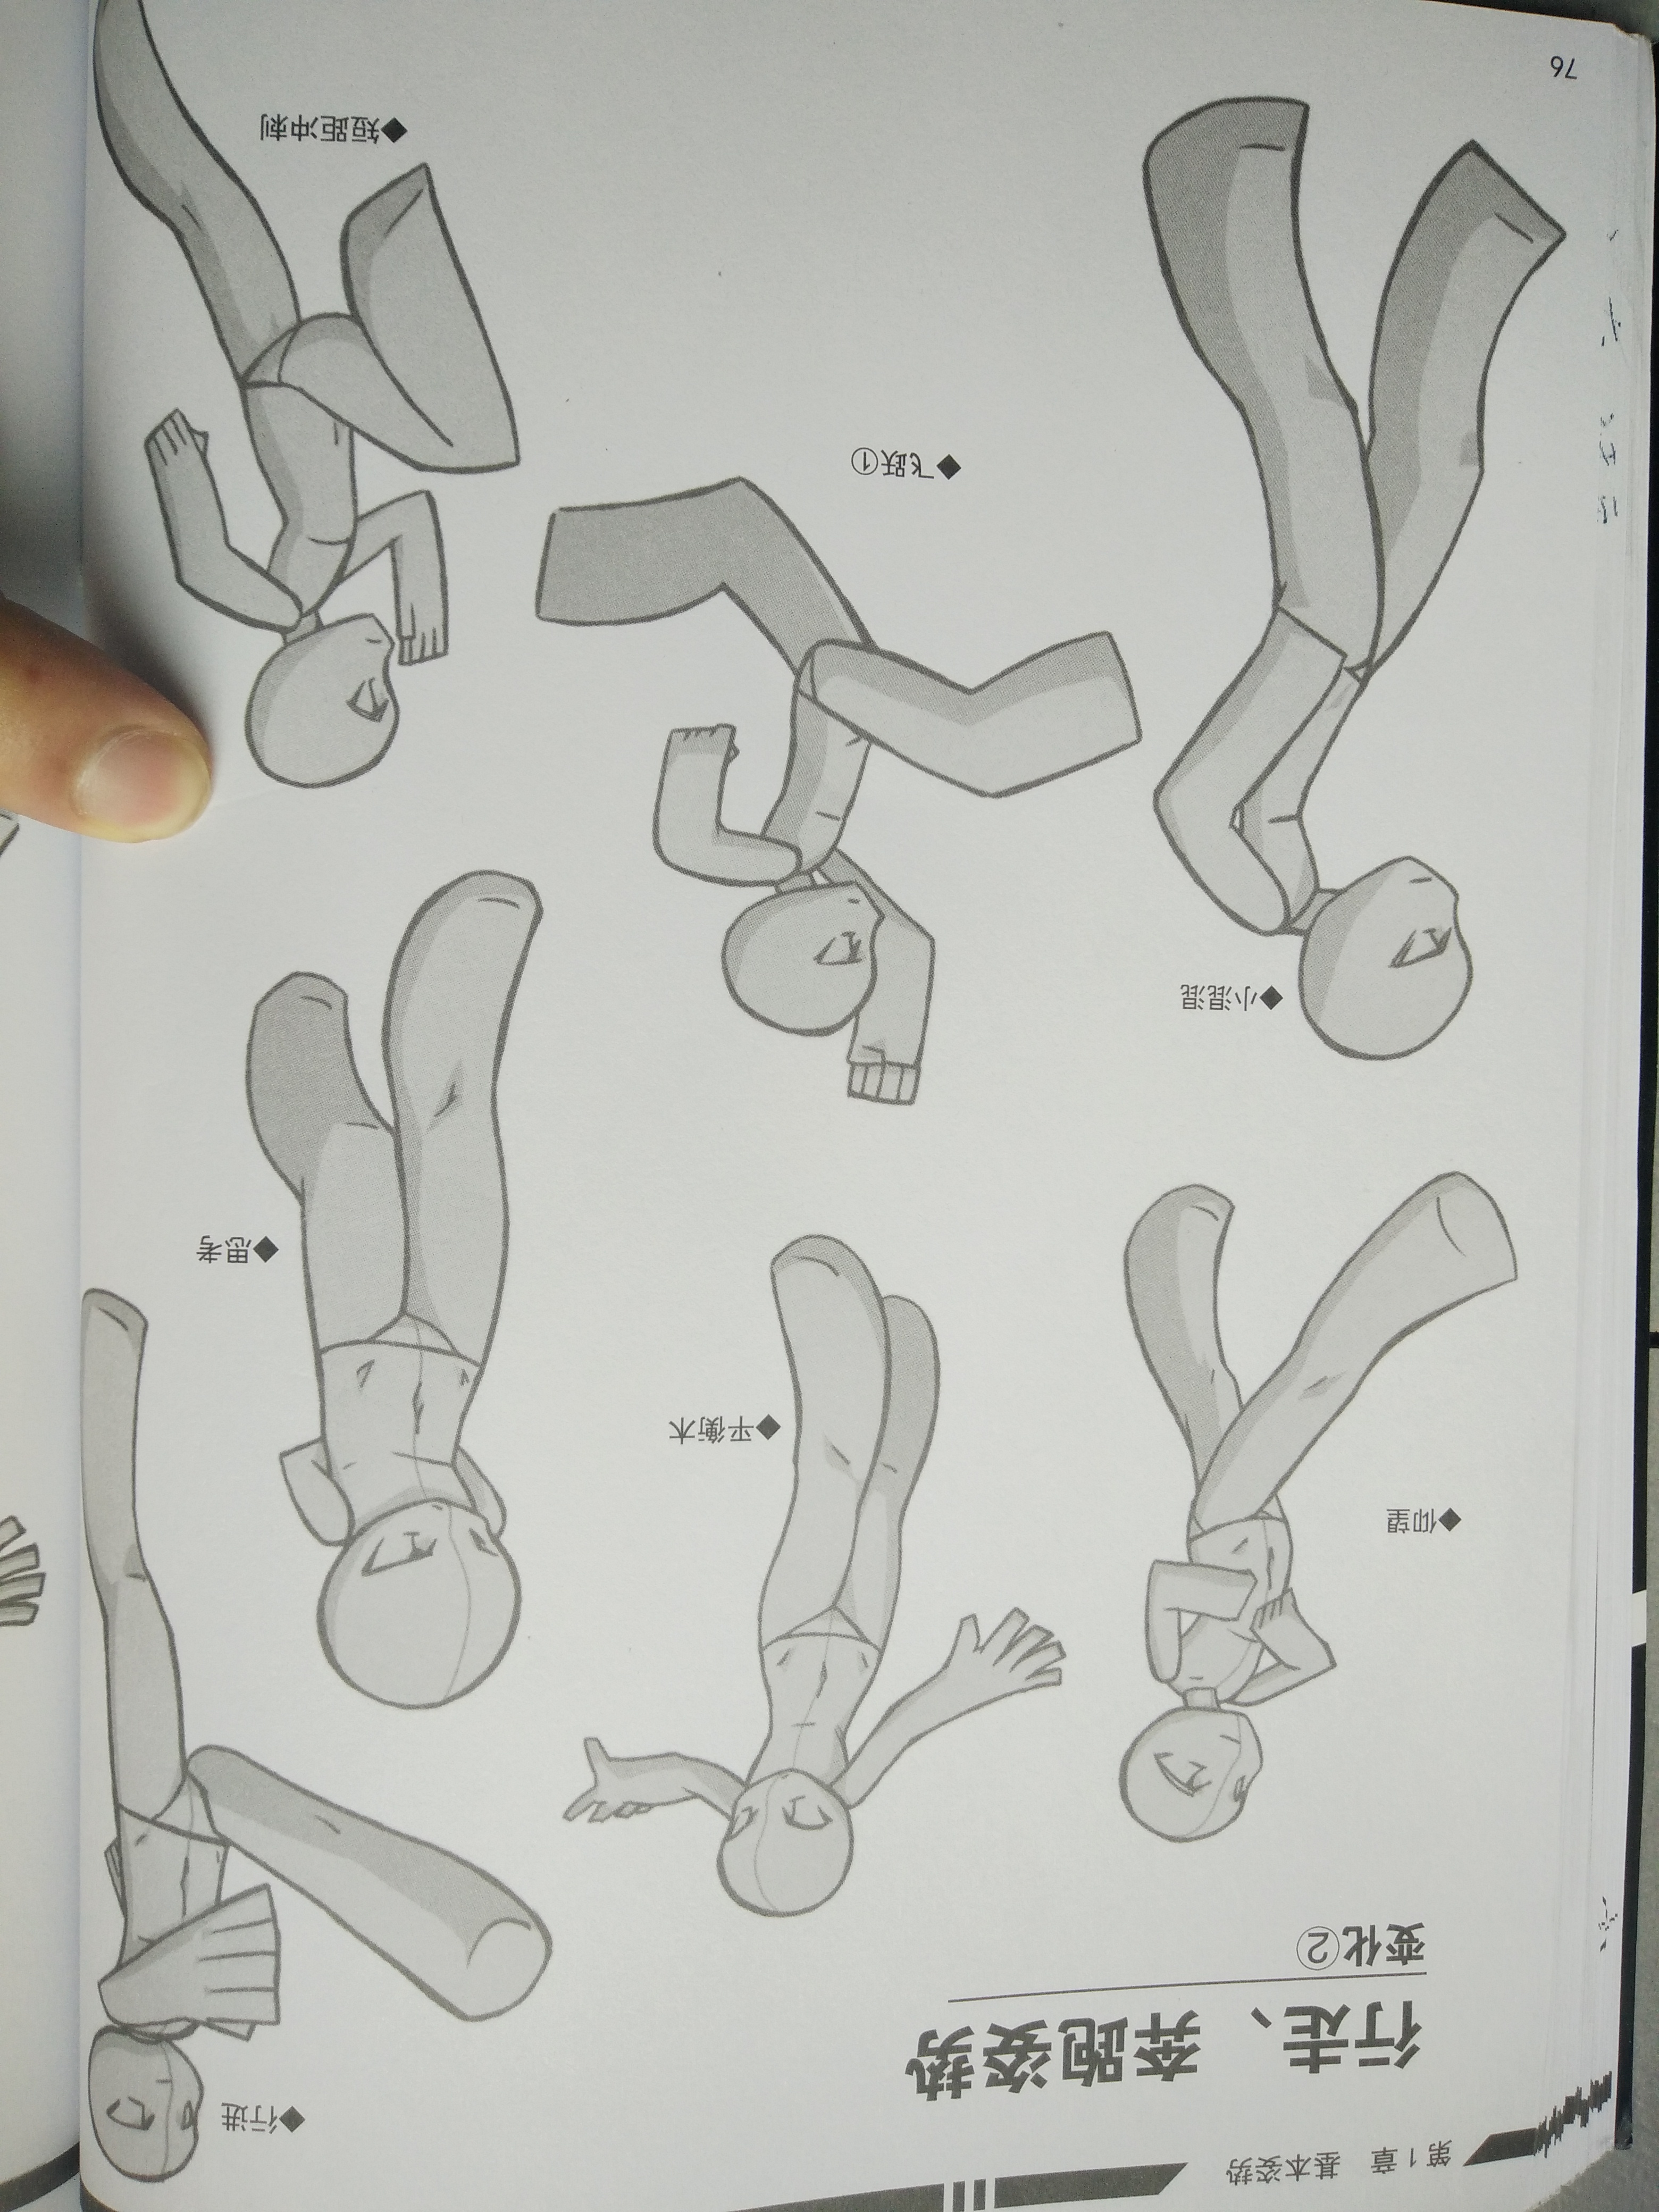 第1章 基本姿势
行走、奔跑姿势
变化②
◆仰望
◆平衡木
◆行进
◆思考
◆小混混
◆飞跃①
◆短距冲刺
76